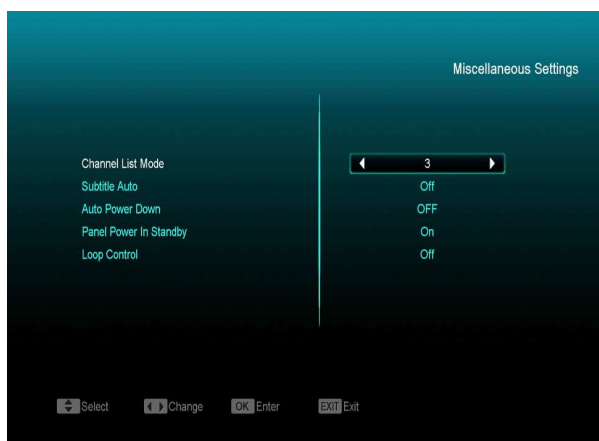 Miscellaneous Settings
Channel List Mode 3
Subtitle Auto Off
Auto Power Down OFF
Panel Power In Standby On
Loop Control Off
Select Change OK Enter EXIT Exit